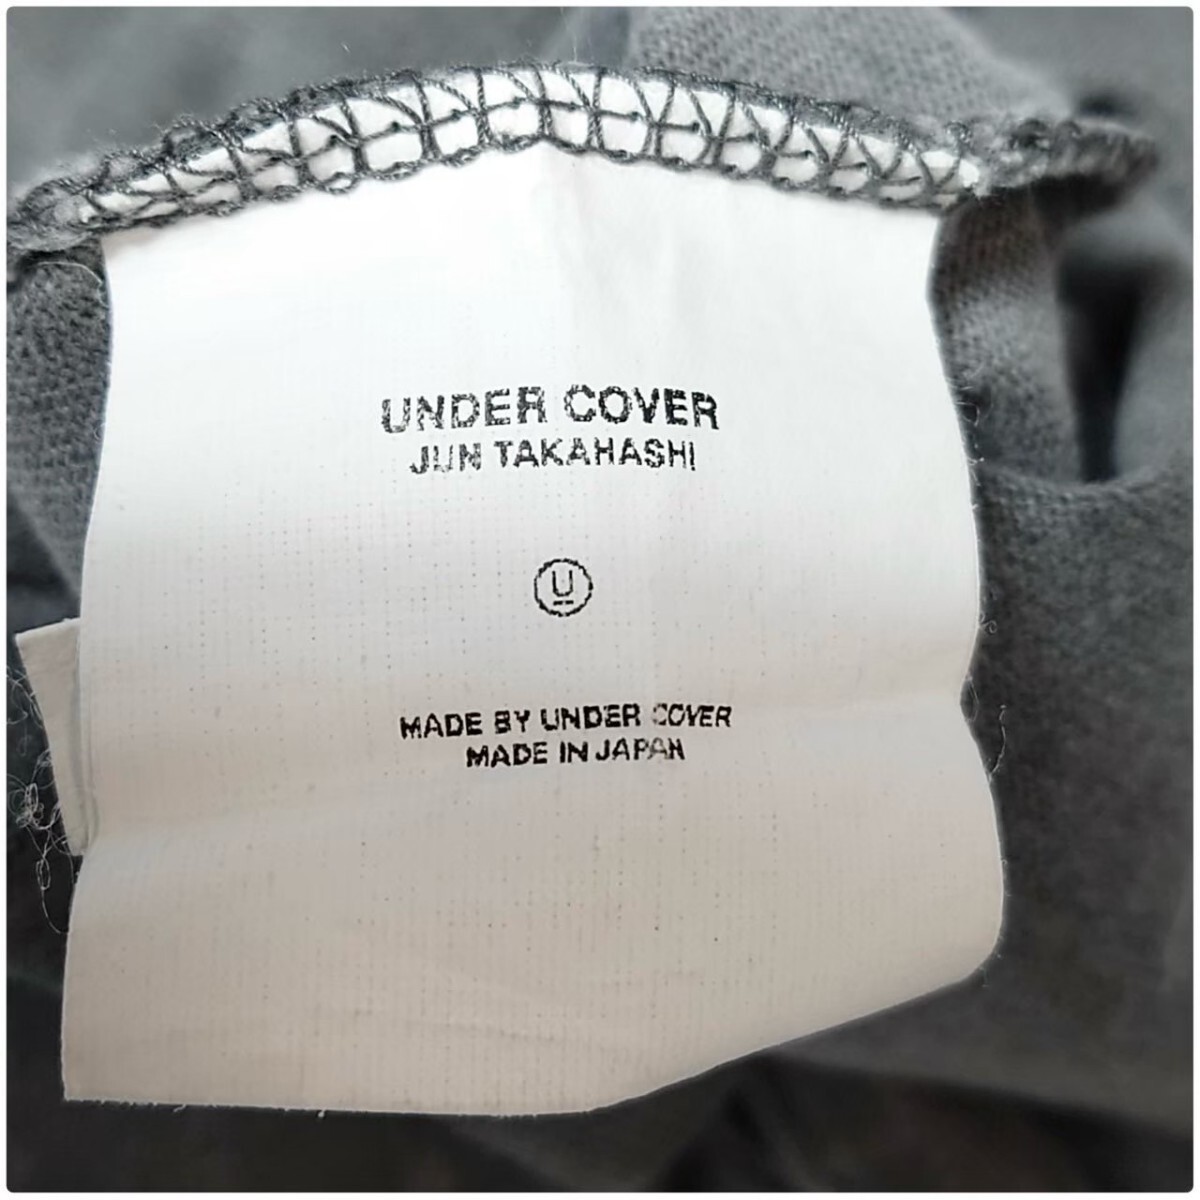 UNDER COVER
JUN TAKAHASHI
U
MADE BY UNDER COVER
MADE IN JAPAN